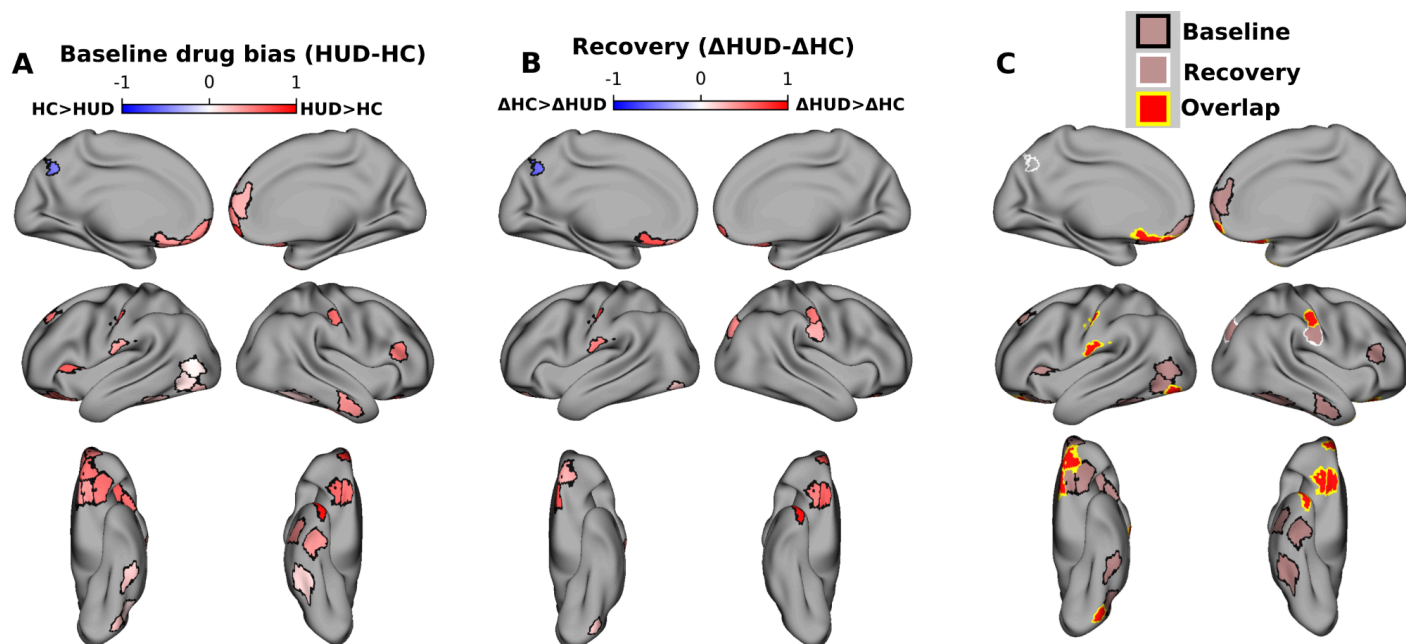 A
Baseline drug bias (HUD-HC)
-1 0 1
HC>HUD HUD>HC
B
Recovery (ΔHUD-ΔHC)
-1 0 1
ΔHC>ΔHUD ΔHUD>ΔHC
C
Baseline
Recovery
Overlap